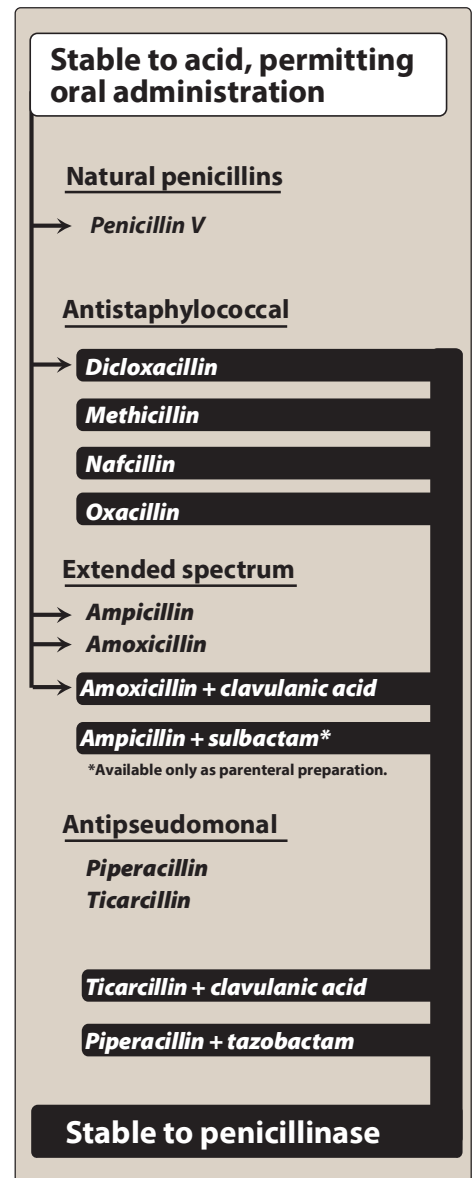 Stable to acid, permitting
oral administration
Natural penicillins
Penicillin V
Antistaphylococcal
Dicloxacillin
Methicillin
Nafcillin
Oxacillin
Extended spectrum
Ampicillin
Amoxicillin
Amoxicillin + clavulanic acid
Ampicillin + sulbactam*
*Available only as parenteral preparation.
Antipseudomonal
Piperacillin
Ticarcillin
Ticarcillin + clavulanic acid
Piperacillin + tazobactam
Stable to penicillinase